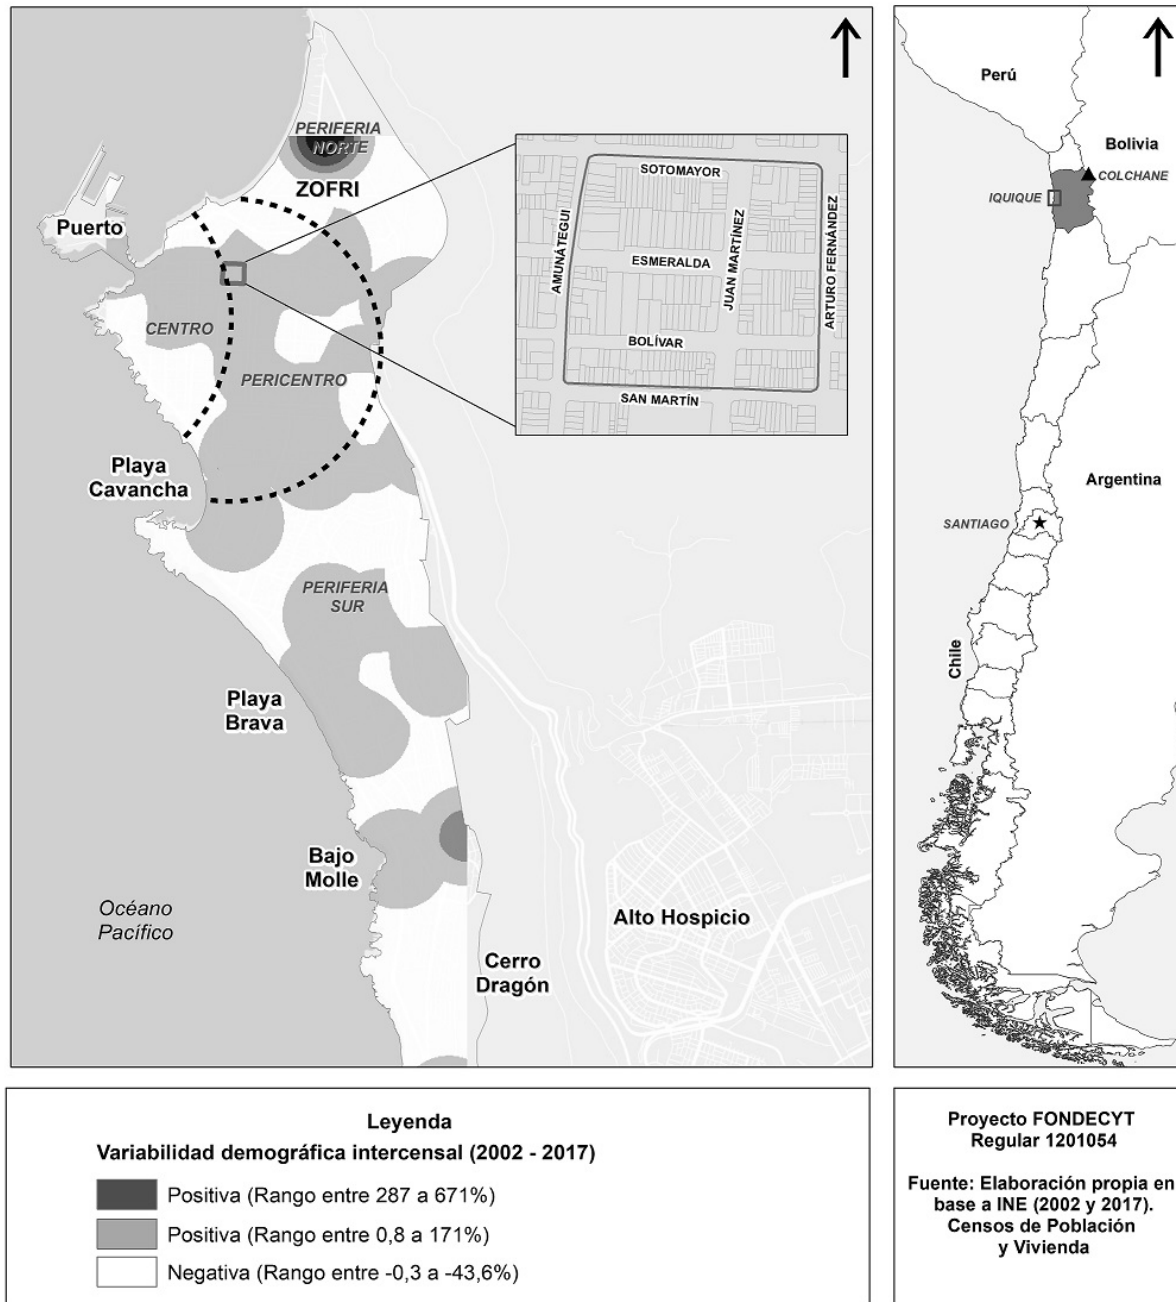 PERIFERIA
NORTE
ZOFRI
Puerto
CENTRO
PERICENTRO
Playa
Cavancha
PERIFERIA
SUR
Playa
Brava
Bajo
Molle
Océano
Pacífico
Alto Hospicio
Cerro
Dragón
SOTOMAYOR
AMUNÁTEGUI
ESMERALDA
JUAN MARTÍNEZ
ARTURO FERNÁNDEZ
BOLÍVAR
SAN MARTÍN
Perú
Bolivia
COLCHANE
IQUIQUE
Argentina
SANTIAGO
Chile
Leyenda
Variabilidad demográfica intercensal (2002 - 2017)
Positiva (Rango entre 287 a 671%)
Positiva (Rango entre 0,8 a 171%)
Negativa (Rango entre -0,3 a -43,6%)
Proyecto FONDECYT
Regular 1201054
Fuente: Elaboración propia en
base a INE (2002 y 2017).
Censos de Población
y Vivienda